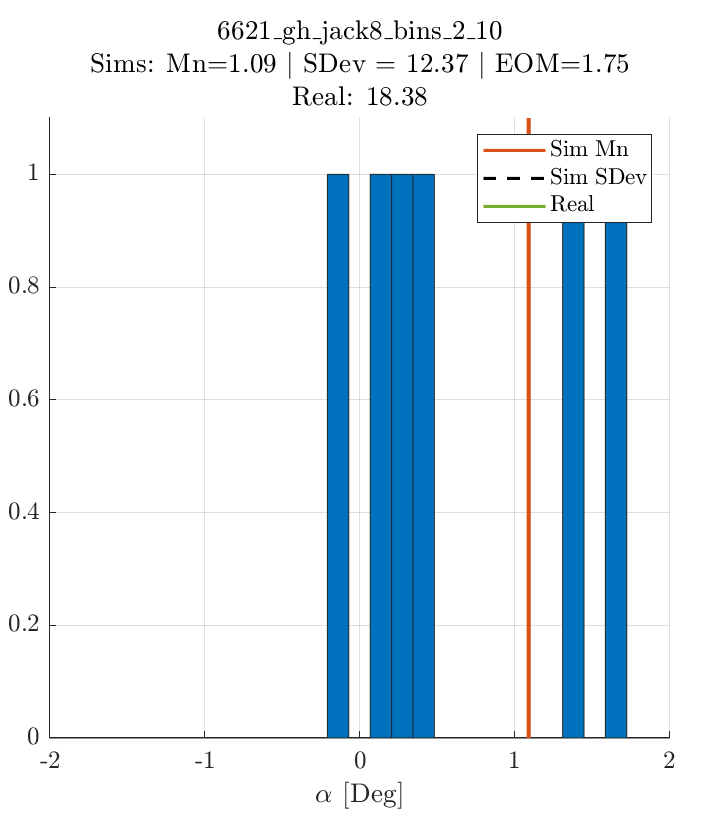 6621_gh_jack8_bins_2_10
Sims: Mn=1.09 | SDev = 12.37 | EOM=1.75
Real: 18.38
Sim Mn
Sim SDev
Real
1
0.8
0.6
0.4
0.2
0
-2
-1
0
1
2
α [Deg]